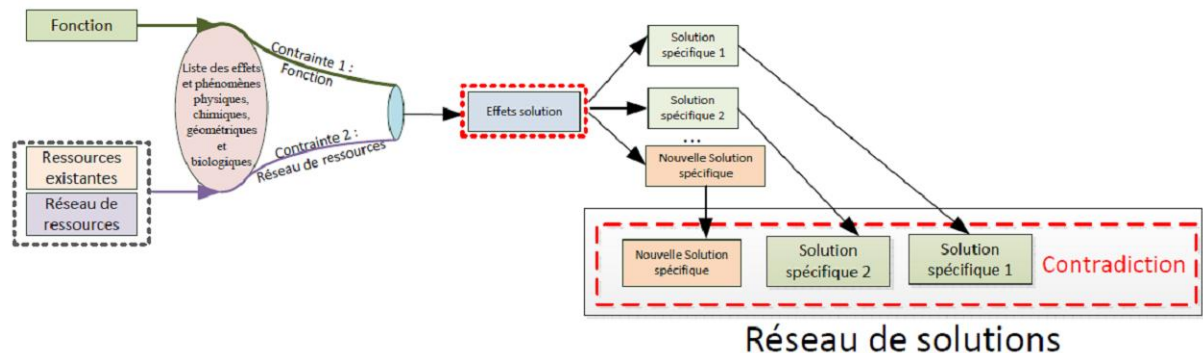 Fonction
Liste des effets
et phénomènes
physiques,
chimiques,
géométriques
et
biologiques,
Contrainte 1 :
Fonction
Contrainte 2 :
Réseau de ressources
Ressources
existantes
Réseau de
ressources
Effets solution
Solution
spécifique 1
Solution
spécifique 2
...
Nouvelle Solution
spécifique
Nouvelle Solution
spécifique
Solution
spécifique 2
Solution
spécifique 1
Contradiction
Réseau de solutions